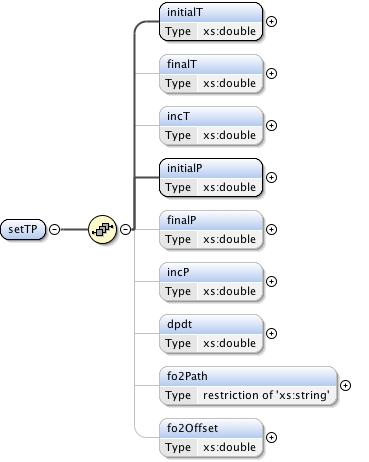 initialT
Type xs:double
finalT
Type xs:double
incT
Type xs:double
initialP
Type xs:double
setTP
finalP
Type xs:double
incP
Type xs:double
dpdt
Type xs:double
fo2Path
Type restriction of 'xs:string'
fo2Offset
Type xs:double